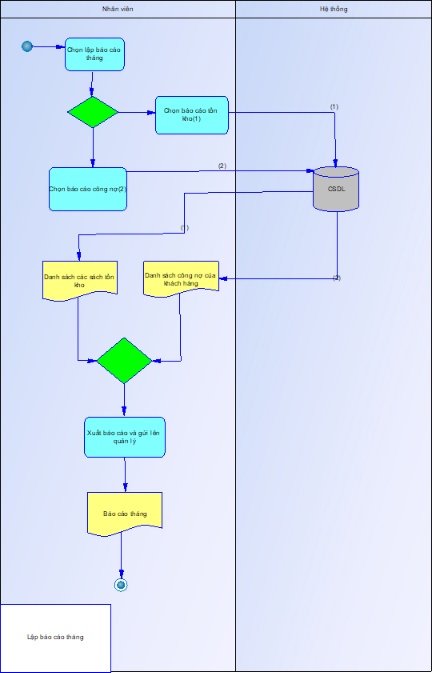 Nhân viên
Hệ thống
Chọn lập báo cáo
tháng
Chọn báo cáo tồn
kho(1)
(1)
Chọn báo cáo công nợ(2)
(2)
CSDL
(1)
Danh sách các sách tồn
kho
Danh sách công nợ của
khách hàng
(2)
Xuất báo cáo và gửi lên
quản lý
Báo cáo tháng
Lập báo cáo tháng